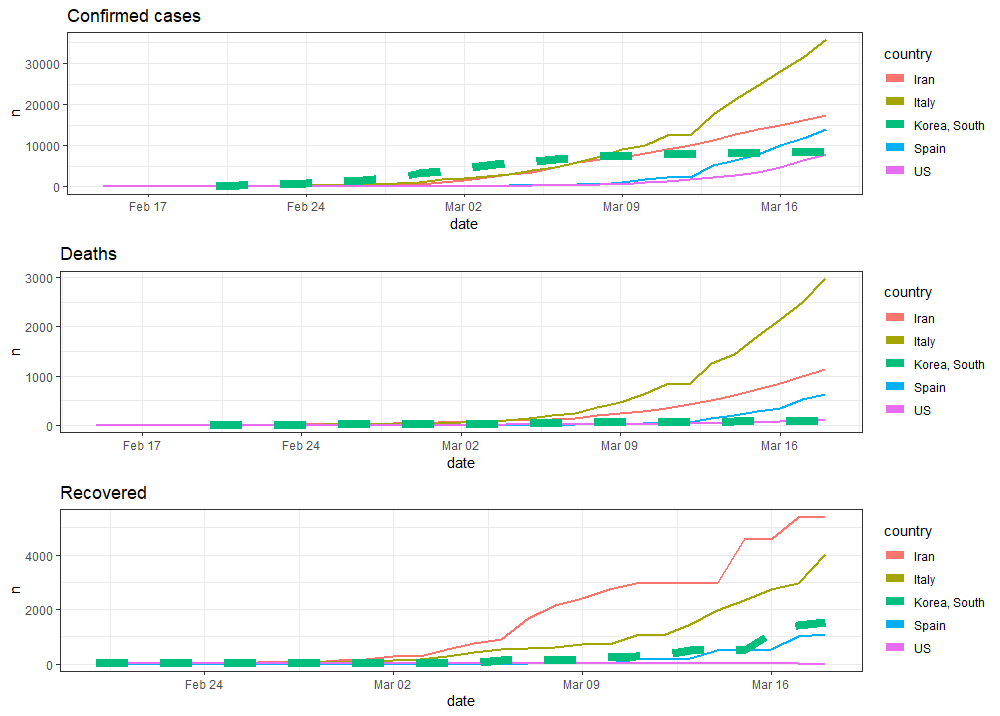 Confirmed cases
30000
20000
10000
0
n
Feb 17
Feb 24
Mar 02
Mar 09
Mar 16
date
country
Iran
Italy
Korea, South
Spain
US
Deaths
3000
2000
1000
0
n
Feb 17
Feb 24
Mar 02
Mar 09
Mar 16
date
country
Iran
Italy
Korea, South
Spain
US
Recovered
4000
2000
0
n
Feb 24
Mar 02
Mar 09
Mar 16
date
country
Iran
Italy
Korea, South
Spain
US